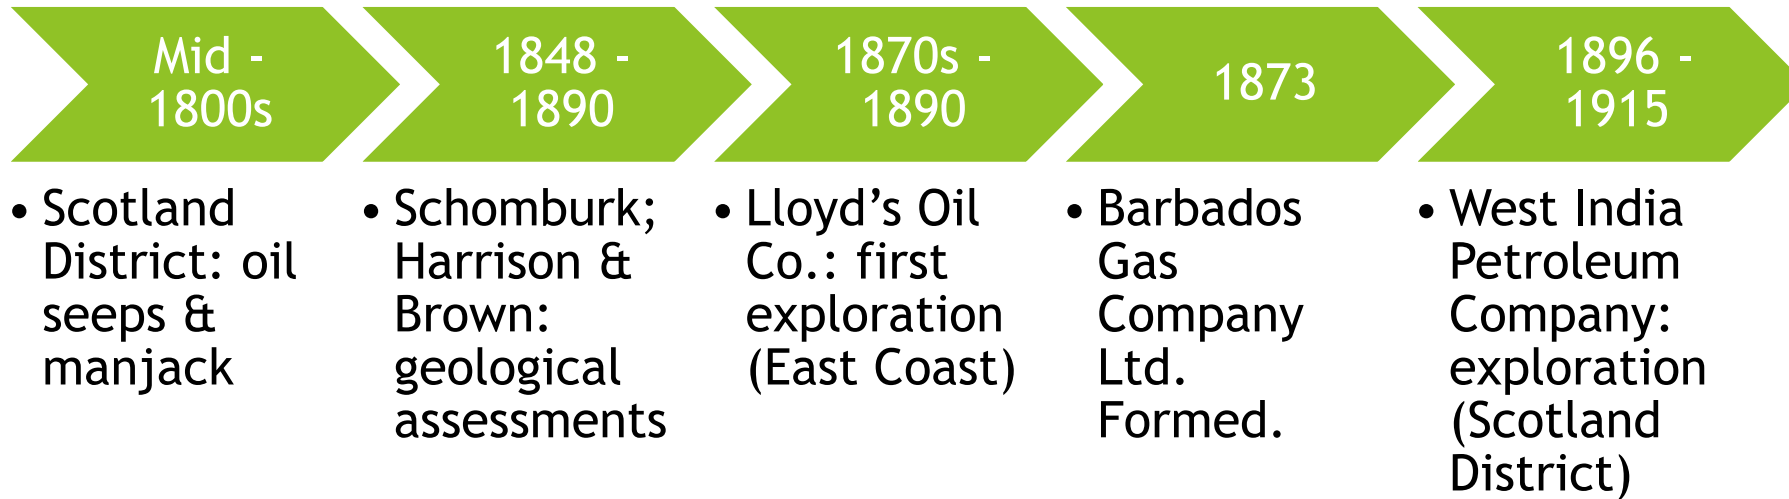 Mid -
1800s
• Scotland
District: oil
seeps &
manjack
1848 -
1890
• Schomburk;
Harrison &
Brown:
geological
assessments
1870s -
1890
• Lloyd’s Oil
Co.: first
exploration
(East Coast)
1873
• Barbados
Gas
Company
Ltd.
Formed.
1896 -
1915
• West India
Petroleum
Company:
exploration
(Scotland
District)